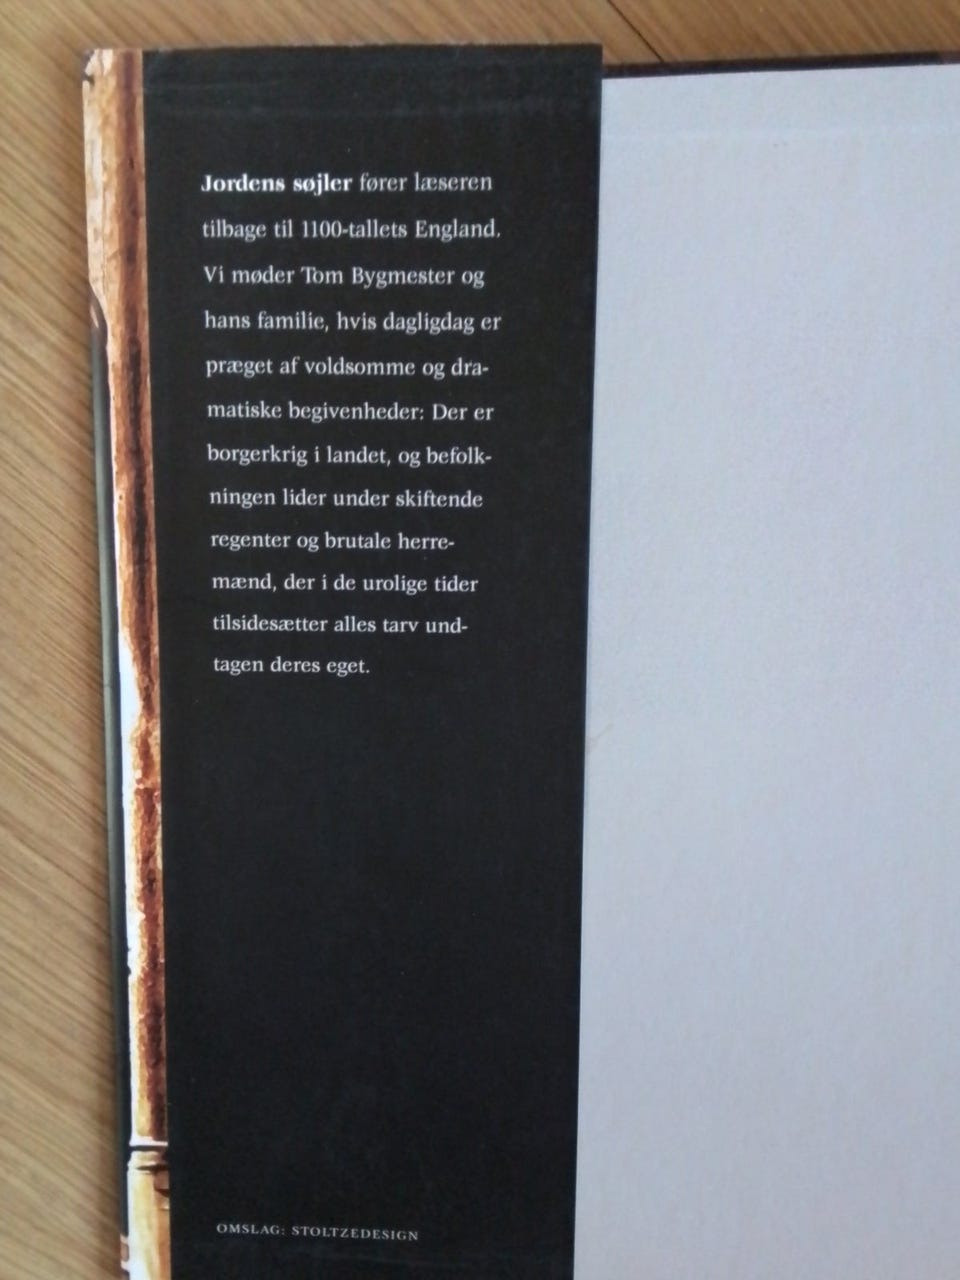 Jordens søjler fører læseren
tilbage til 1100-tallets England.
Vi møder Tom Bygmester og
hans familie, hvis dagligdag er
præget af voldsomme og dra-
matiske begivenheder: Der er
borgerkrig i landet, og befolk-
ningen lider under skiftende
regenter og brutale herre-
mænd, der i de urolige tider
tilsidesætter alles tarv und-
tagen deres eget.
OMSLAG: STOLTZEDESIGN